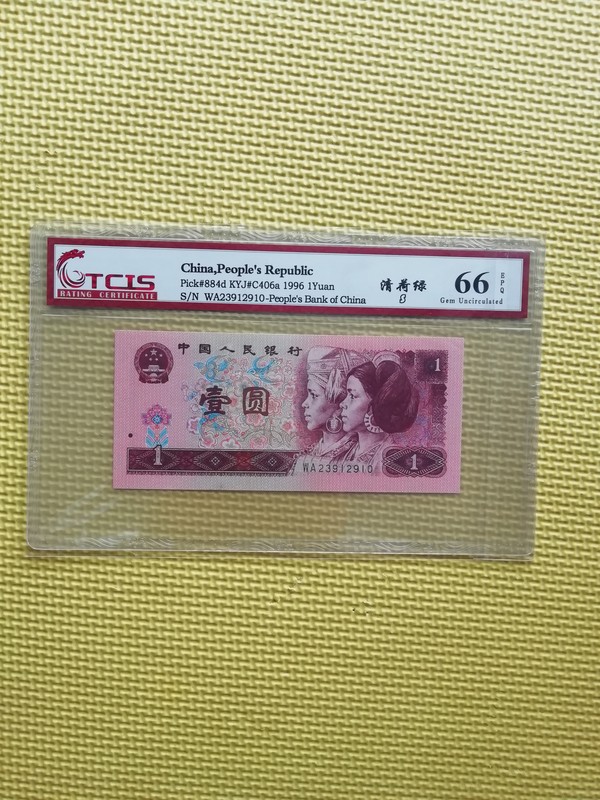 TCIS
RATING CERTIFICATE
China,People's Republic
Pick#884d KYJ#C406a 1996 1Yuan
S/N WA23912910-People's Bank of China
清荷绿
8
66
EPQ
Gem Uncirculated
中国人民银行
壹圆
1
1
WA23912910
1